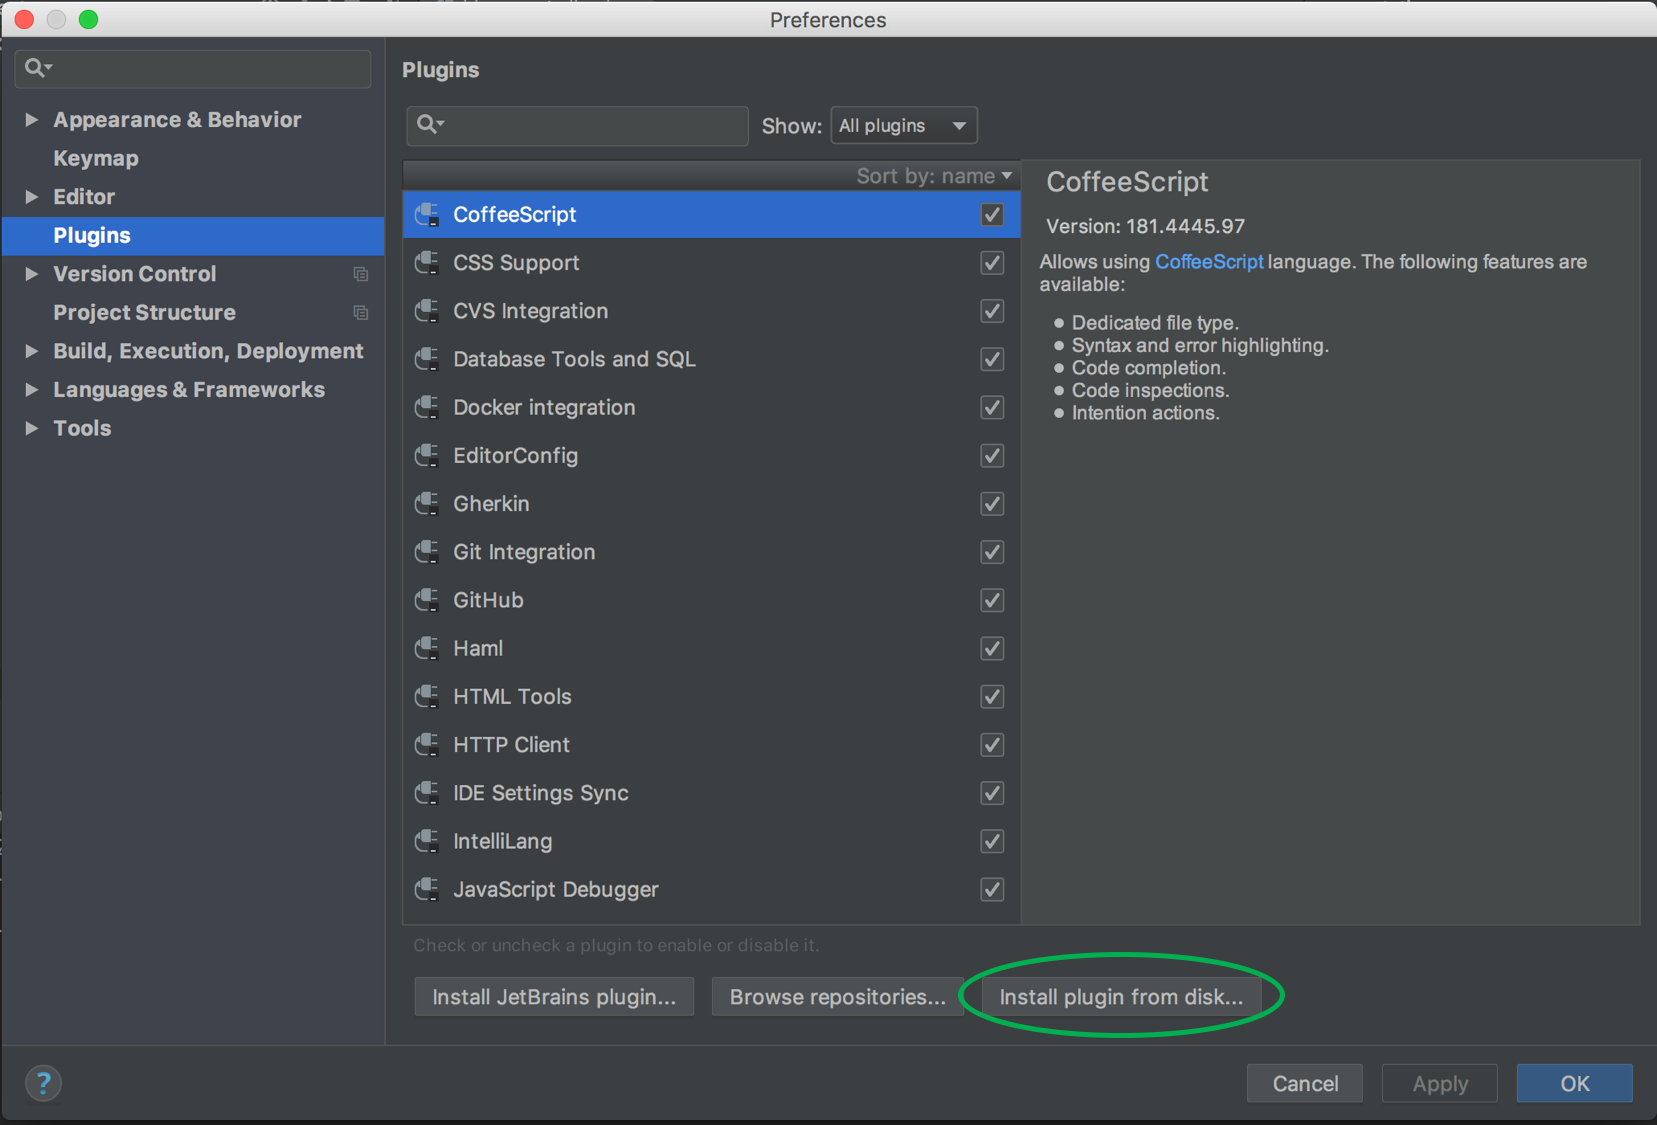 Preferences
Appearance & Behavior
Keymap
Editor
Plugins
Version Control
Project Structure
Build, Execution, Deployment
Languages & Frameworks
Tools
Plugins
Show: All plugins
Sort by: name
CoffeeScript
CSS Support
CVS Integration
Database Tools and SQL
Docker integration
EditorConfig
Gherkin
Git Integration
GitHub
Haml
HTML Tools
HTTP Client
IDE Settings Sync
IntelliLang
JavaScript Debugger
CoffeeScript
Version: 181.4445.97
Allows using CoffeeScript language. The following features are
available:
● Dedicated file type.
● Syntax and error highlighting.
● Code completion.
● Code inspections.
● Intention actions.
Check or uncheck a plugin to enable or disable it.
Install JetBrains plugin... Browse repositories... Install plugin from disk...
? Cancel Apply OK